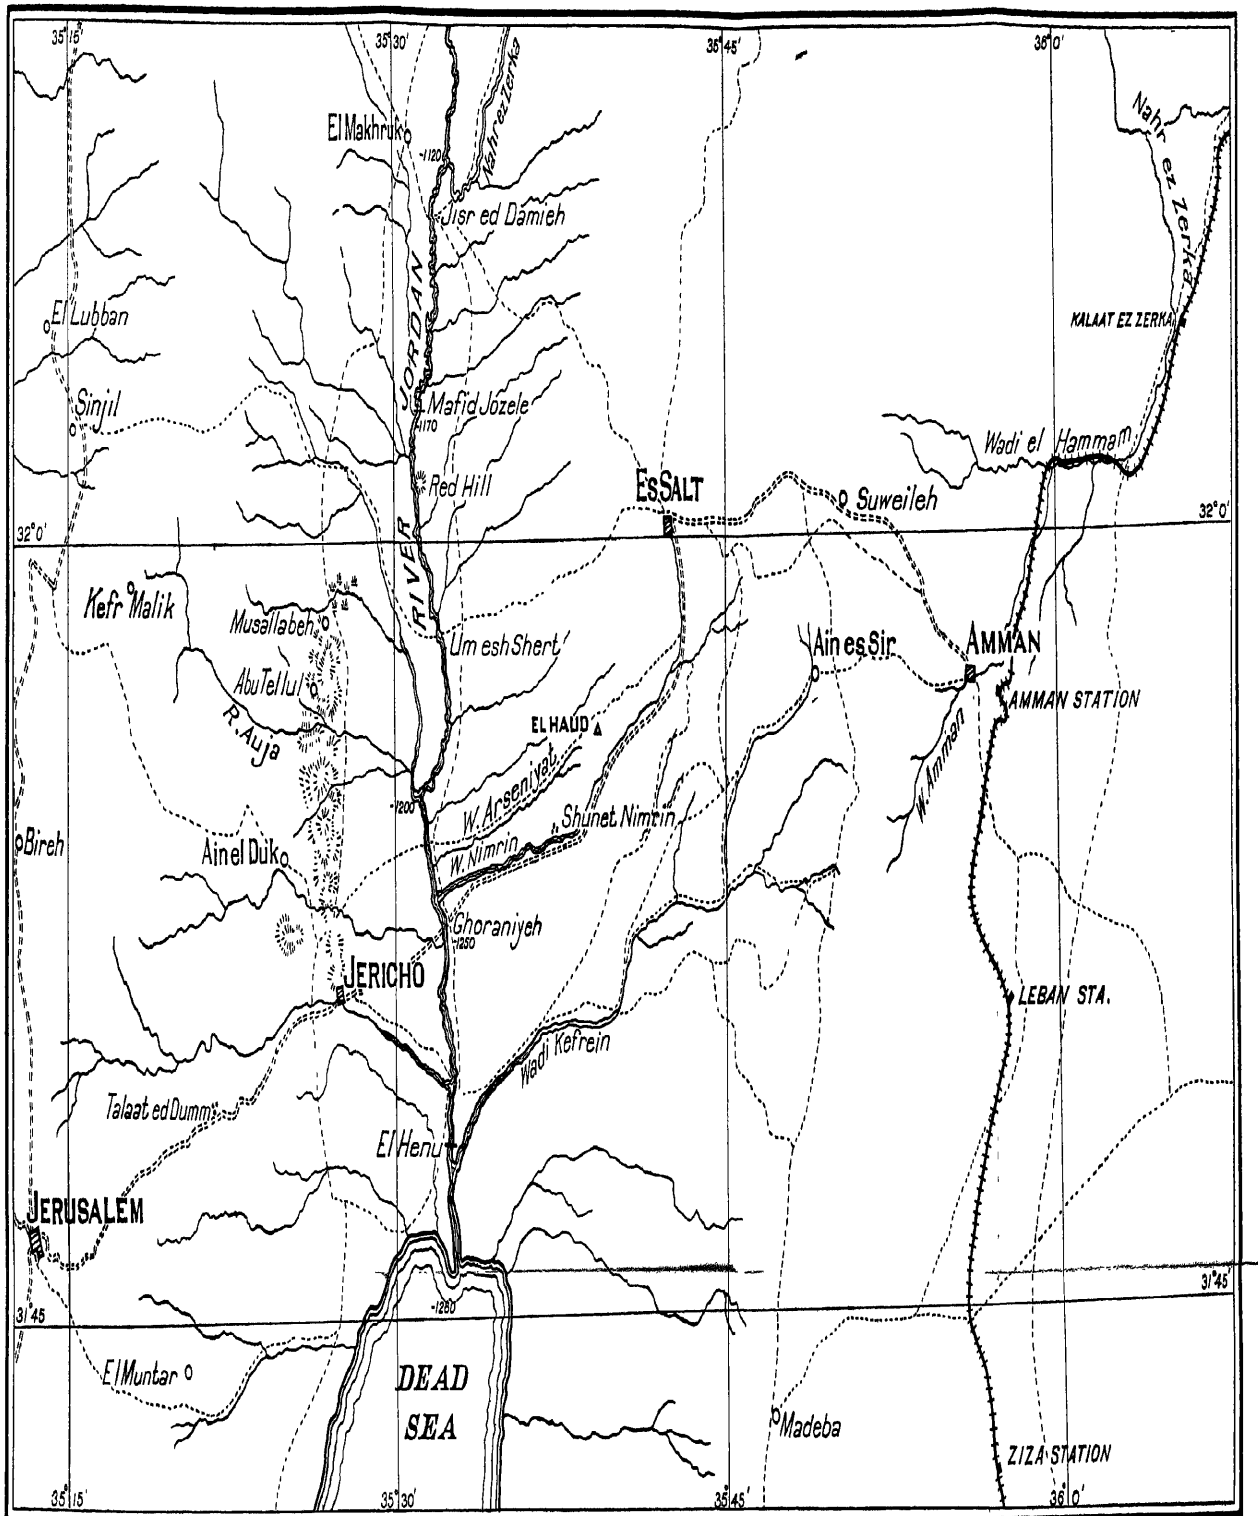 35°15'
35°30'
35°45'
36°0'
Nahr ez Zerka
El Makhruk
-1120
Nahr ez Zerka
Jisr ed Damieh
El Lubban
KALAAT EZ ZERKA
JORDAN
Sinjil
Mafid Jozele
-1170
Wadi el Hammam
Red Hill
ES SALT
Suweileh
32°0'
32°0'
RIVER
Kefr Malik
Musallabeh
Um esh Shert
Ain es Sir
AMMAN
Abu Tellul
AMMAN STATION
R. Auja
EL HAUD
W. Amman
W. Arseniyat
-1200
Shunet Nimrin
Bireh
Ain el Duk
W. Nimrin
Ghoraniyeh
-1250
JERICHO
LEBAN STA.
Wadi Kefrein
Talaat ed Dumm
El Henu
JERUSALEM
31°45'
31°45
-1280
El Muntar
DEAD
SEA
Madeba
ZIZA STATION
35°15'
35°30
35°45
36°0'